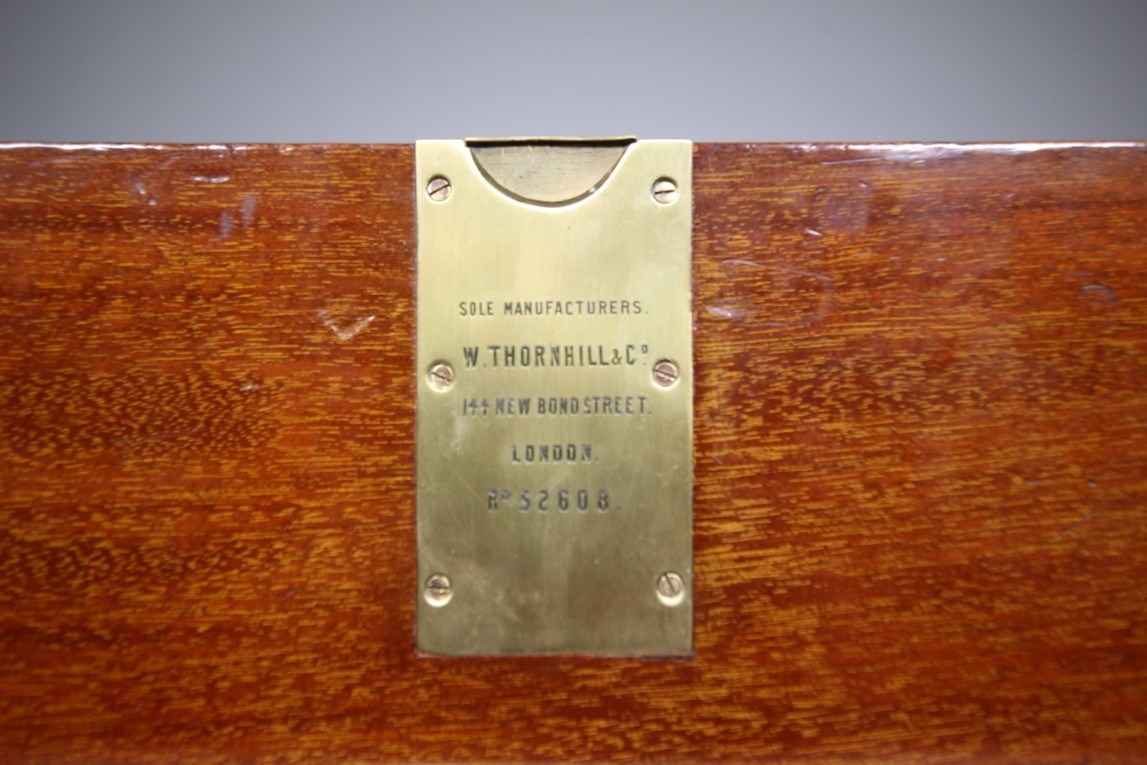 SOLE MANUFACTURERS.
W. THORNHILL & Cº
144 NEW BOND STREET.
LONDON.
Rᴰ 52608.